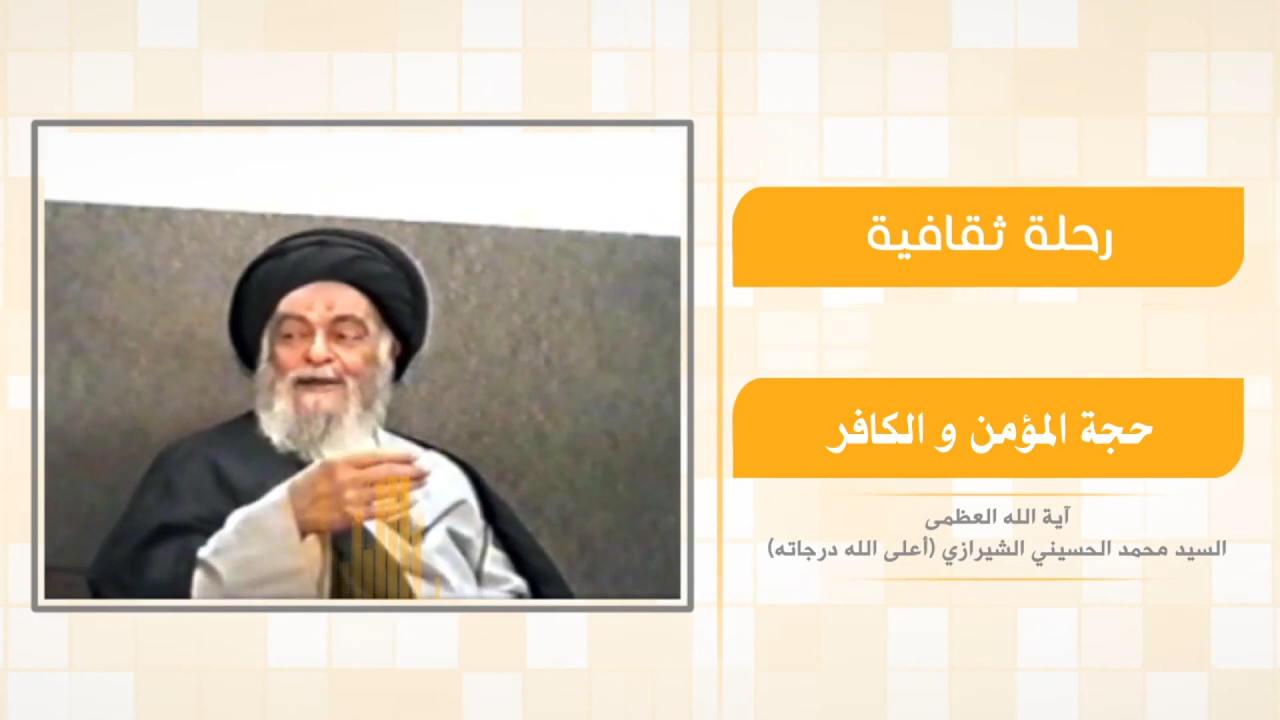 رحلة ثقافية
حجة المؤمن و الكافر
آية الله العظمى
السيد محمد الحسيني الشيرازي (أعلى الله درجاته)